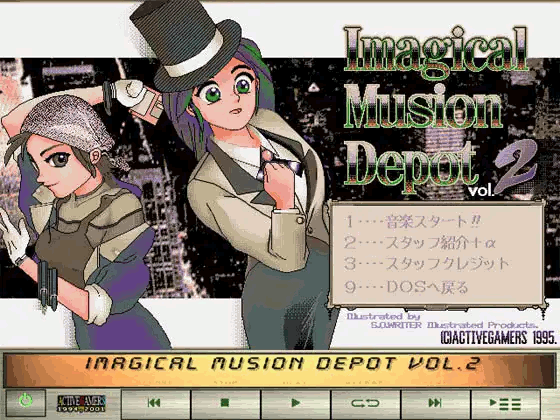 Imagical
Musion
Depot
vol. 2
1‥‥音楽スタート!!
2‥‥スタッフ紹介+α
3‥‥スタッフクレジット
9‥‥DOSへ戻る
Illustrated by
S.O.WRITER Illustrated Products.
(C)ACTIVEGAMERS 1995.
IMAGICAL MUSION DEPOT VOL.2
ACTIVEGAMERS
1994-2001